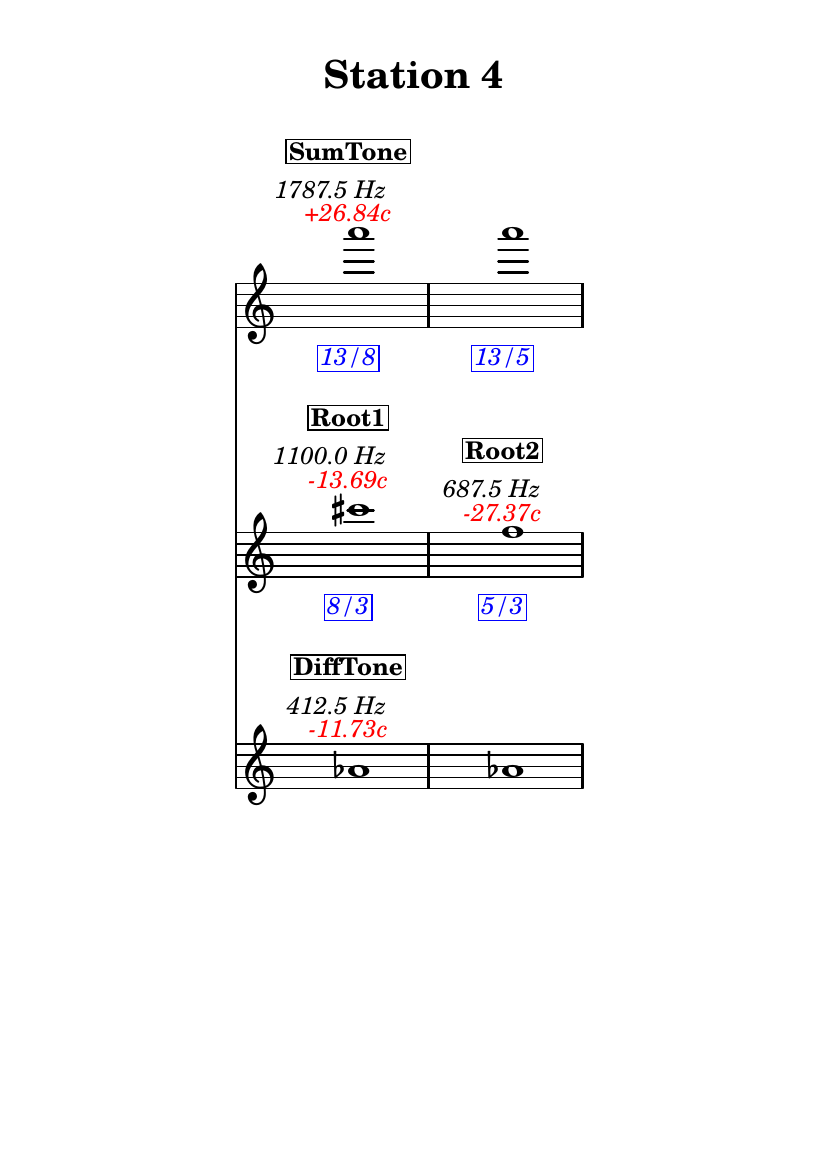 Station 4
SumTone
1787.5 Hz
+26.84c
13/8
13/5
Root1
1100.0 Hz
-13.69c
Root2
687.5 Hz
-27.37c
8/3
5/3
DiffTone
412.5 Hz
-11.73c